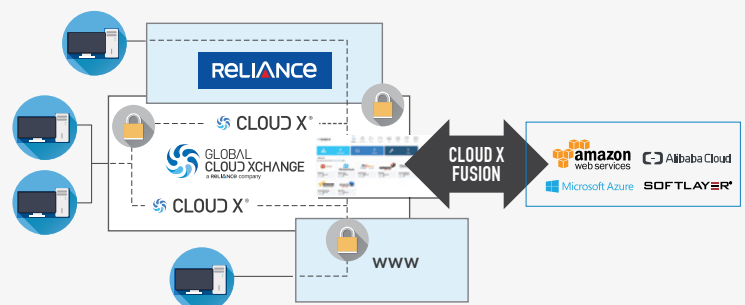 RELIANCE
CLOUD X®
GLOBAL
CLOUD XCHANGE
a RELIANCE company
CLOUD X®
WWW
CLOUD X
FUSION
amazon
web services
Alibaba Cloud
Microsoft Azure
SOFTLAYER